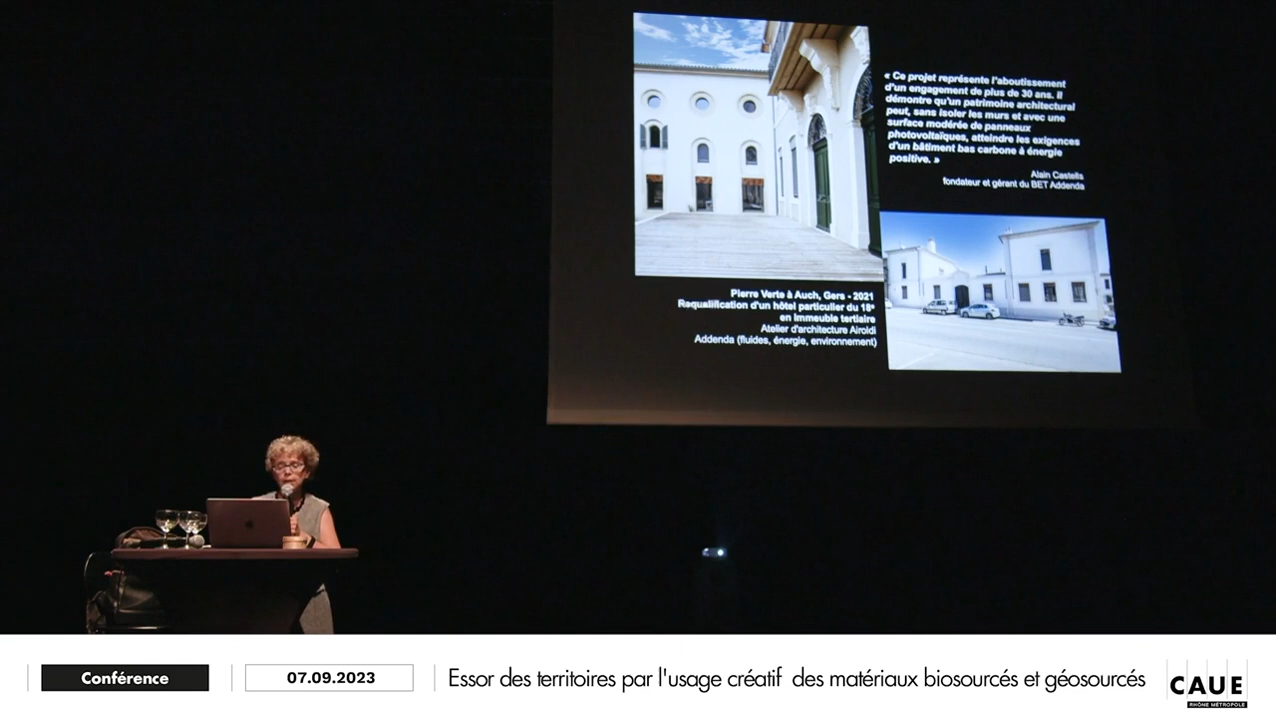 « Ce projet représente l'aboutissement
d'un engagement de plus de 30 ans. Il
démontre qu'un patrimoine architectural
peut, sans isoler les murs et avec une
surface modérée de panneaux
photovoltaïques, atteindre les exigences
d'un bâtiment bas carbone à énergie
positive. »
Alain Castells
fondateur et gérant du BET Addenda
Pierre Verte à Auch, Gers - 2021
Requalification d'un hôtel particulier du 18e
en immeuble tertiaire
Atelier d'architecture Airoldi
Addenda (fluides, énergie, environnement)
Conférence
07.09.2023
Essor des territoires par l'usage créatif des matériaux biosourcés et géosourcés
CAUE
RHÔNE MÉTROPOLE